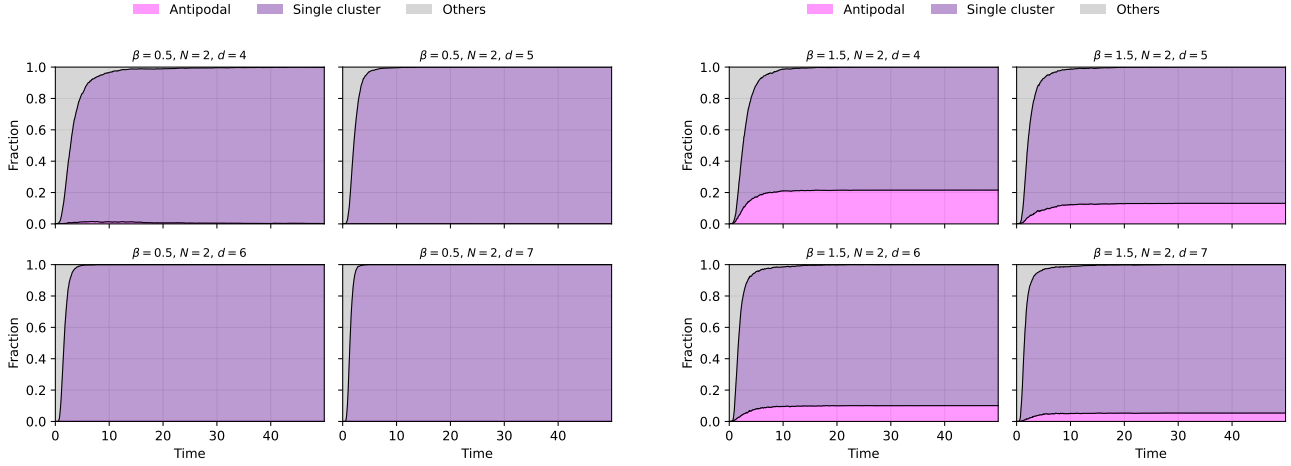 Antipodal Single cluster Others
Antipodal Single cluster Others
β = 0.5, N = 2, d = 4
β = 0.5, N = 2, d = 5
1.0
0.8
0.6
0.4
0.2
0.0
Fraction
β = 0.5, N = 2, d = 6
β = 0.5, N = 2, d = 7
1.0
0.8
0.6
0.4
0.2
0.0
Fraction
0 10 20 30 40
Time
0 10 20 30 40
Time
β = 1.5, N = 2, d = 4
β = 1.5, N = 2, d = 5
1.0
0.8
0.6
0.4
0.2
0.0
Fraction
β = 1.5, N = 2, d = 6
β = 1.5, N = 2, d = 7
1.0
0.8
0.6
0.4
0.2
0.0
Fraction
0 10 20 30 40
Time
0 10 20 30 40
Time